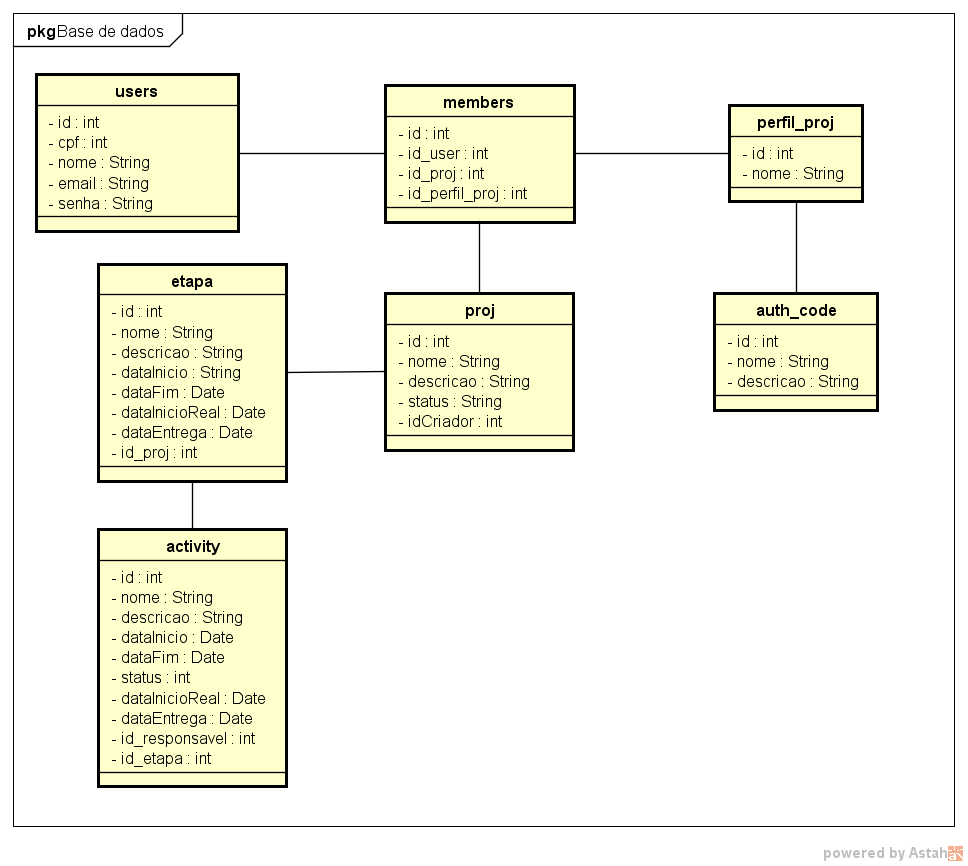 pkgBase de dados
users
- id : int
- cpf : int
- nome : String
- email : String
- senha : String
members
- id : int
- id_user : int
- id_proj : int
- id_perfil_proj : int
perfil_proj
- id : int
- nome : String
etapa
- id : int
- nome : String
- descricao : String
- dataInicio : String
- dataFim : Date
- dataInicioReal : Date
- dataEntrega : Date
- id_proj : int
proj
- id : int
- nome : String
- descricao : String
- status : String
- idCriador : int
auth_code
- id : int
- nome : String
- descricao : String
activity
- id : int
- nome : String
- descricao : String
- dataInicio : Date
- dataFim : Date
- status : int
- dataInicioReal : Date
- dataEntrega : Date
- id_responsavel : int
- id_etapa : int
powered by Astah